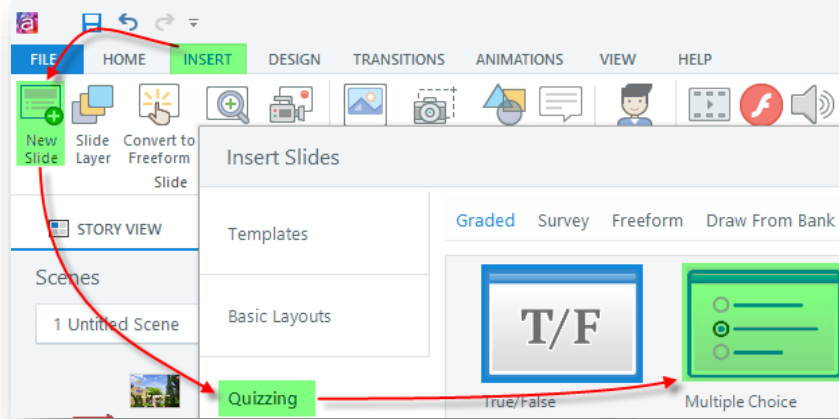 FILE HOME INSERT DESIGN TRANSITIONS ANIMATIONS VIEW HELP
New Slide
Slide Layer
Convert to Freeform
Slide
Insert Slides
STORY VIEW
Templates
Graded Survey Freeform Draw From Bank
Scenes
T/F
1 Untitled Scene
Basic Layouts
Quizzing
True/False
Multiple Choice